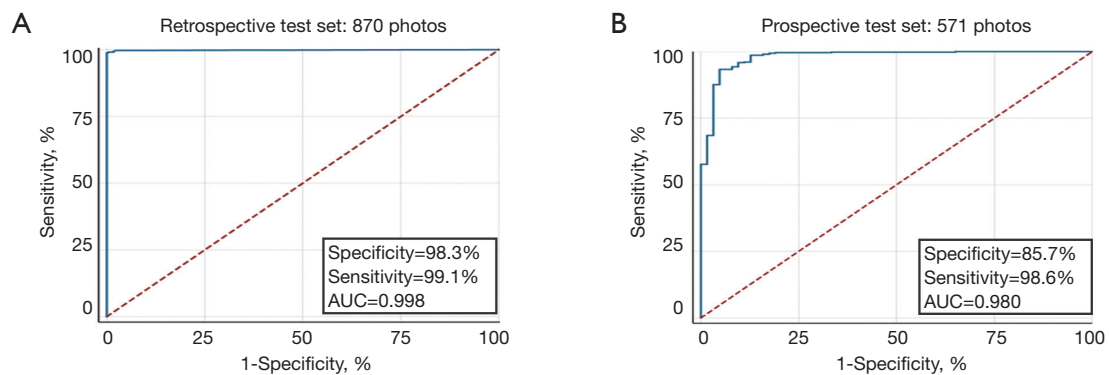 A
Retrospective test set: 870 photos
100
75
50
25
0
Sensitivity, %
Specificity=98.3%
Sensitivity=99.1%
AUC=0.998
0 25 50 75 100
1-Specificity, %
B
Prospective test set: 571 photos
100
75
50
25
0
Sensitivity, %
Specificity=85.7%
Sensitivity=98.6%
AUC=0.980
0 25 50 75 100
1-Specificity, %